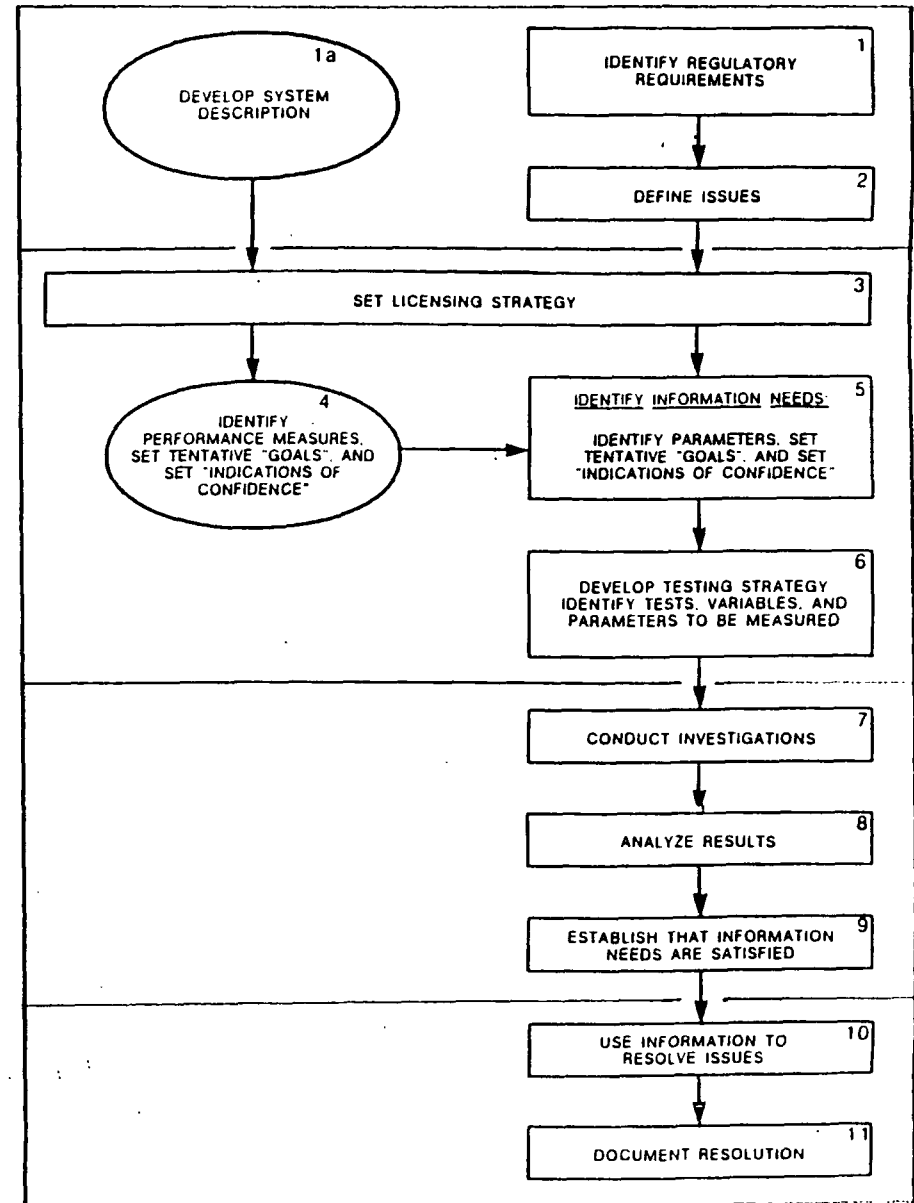 1a
DEVELOP SYSTEM
DESCRIPTION
1
IDENTIFY REGULATORY
REQUIREMENTS
2
DEFINE ISSUES
3
SET LICENSING STRATEGY
4
IDENTIFY
PERFORMANCE MEASURES,
SET TENTATIVE "GOALS", AND
SET "INDICATIONS OF
CONFIDENCE"
5
IDENTIFY INFORMATION NEEDS:
IDENTIFY PARAMETERS, SET
TENTATIVE "GOALS", AND SET
"INDICATIONS OF CONFIDENCE"
6
DEVELOP TESTING STRATEGY
IDENTIFY TESTS, VARIABLES, AND
PARAMETERS TO BE MEASURED
7
CONDUCT INVESTIGATIONS
8
ANALYZE RESULTS
9
ESTABLISH THAT INFORMATION
NEEDS ARE SATISFIED
10
USE INFORMATION TO
RESOLVE ISSUES
11
DOCUMENT RESOLUTION